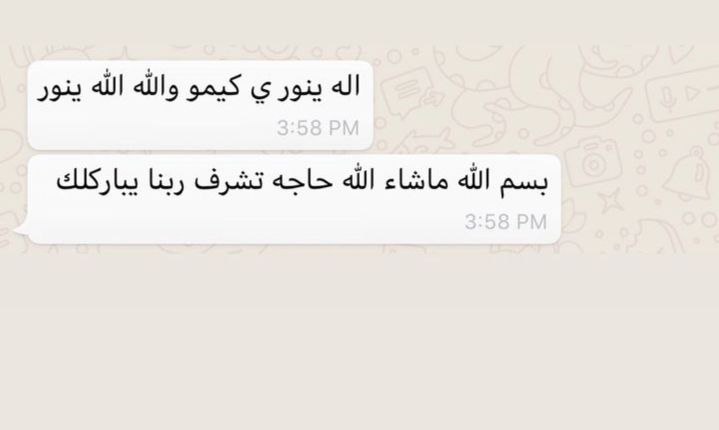 اله ينور ي كيمو والله الله ينور
3:58 PM
بسم الله ماشاء الله حاجه تشرف ربنا يباركلك
3:58 PM